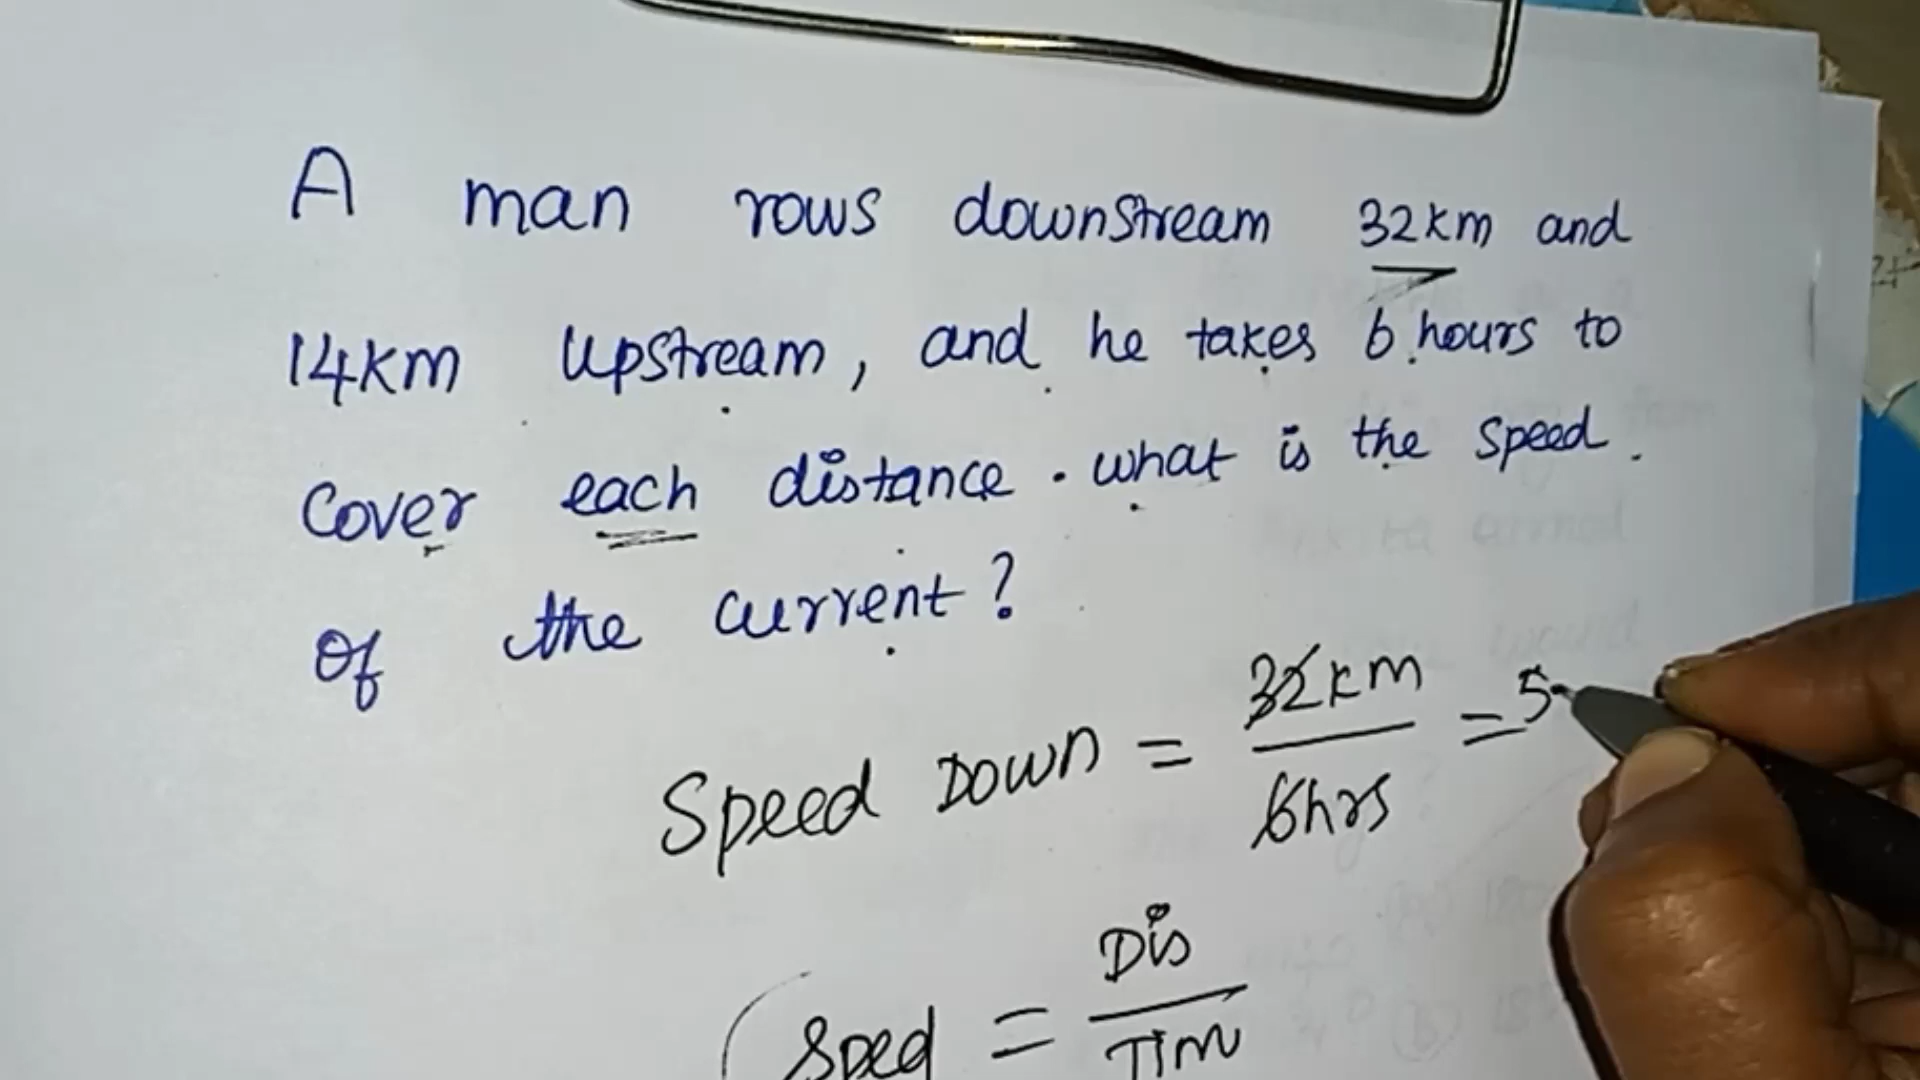 A man rows downstream 32km and
14km upstream, and he takes 6 hours to
Cover each distance. what is the speed
of the current?
Speed Down = 32km/6hrs = 5.
Sped = Dis/Tim